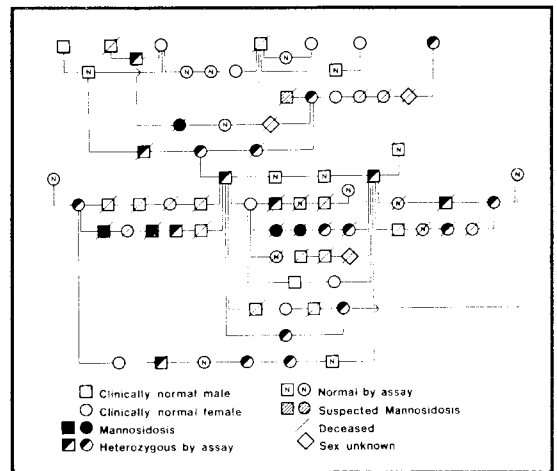 N
N N N N
N
N
N
N N N
N
N N
N
N
N N
Clinically normal male
N N Normal by assay
Clinically normal female
Suspected Mannosidosis
Mannosidosis
Deceased
Heterozygous by assay
Sex unknown